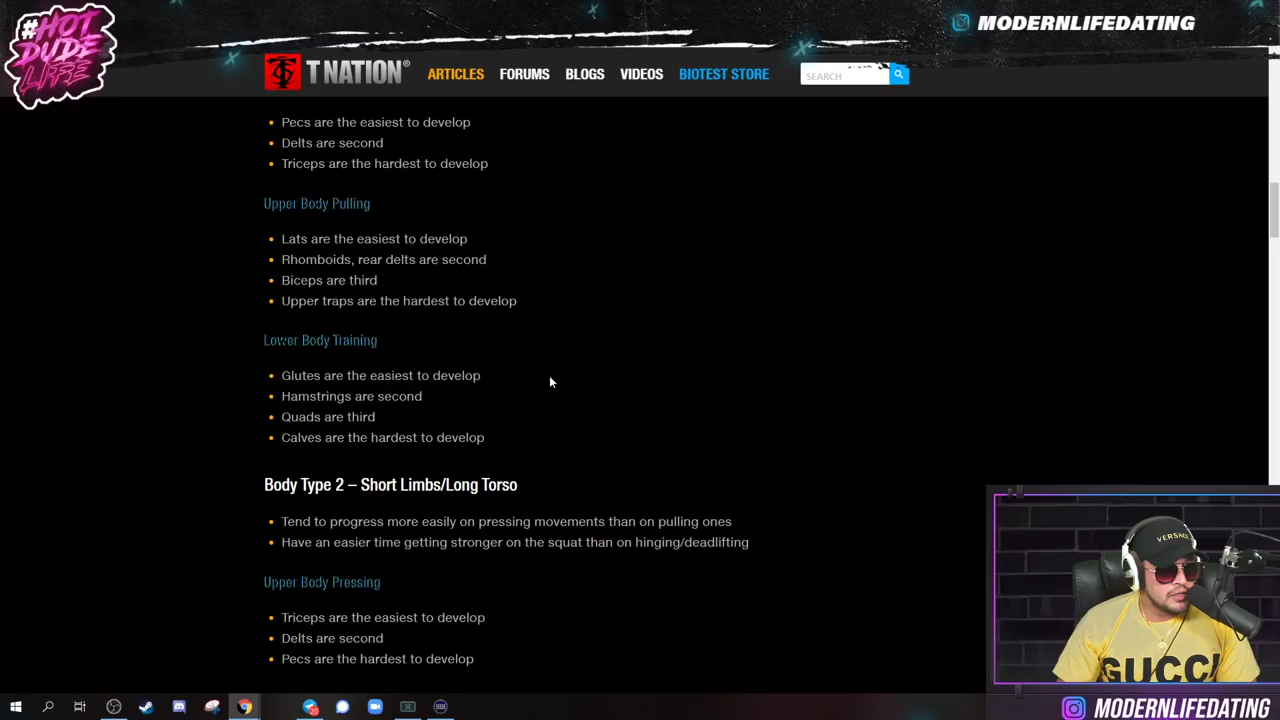 #HOT
DUDE
LIFE
MODERNLIFEDATING
T NATION®
ARTICLES
FORUMS
BLOGS
VIDEOS
BIOTEST STORE
SEARCH
Pecs are the easiest to develop
Delts are second
Triceps are the hardest to develop
Upper Body Pulling
Lats are the easiest to develop
Rhomboids, rear delts are second
Biceps are third
Upper traps are the hardest to develop
Lower Body Training
Glutes are the easiest to develop
Hamstrings are second
Quads are third
Calves are the hardest to develop
Body Type 2 – Short Limbs/Long Torso
Tend to progress more easily on pressing movements than on pulling ones
Have an easier time getting stronger on the squat than on hinging/deadlifting
Upper Body Pressing
Triceps are the easiest to develop
Delts are second
Pecs are the hardest to develop
VERSACE
GUCCI
MODERNLIFEDATING